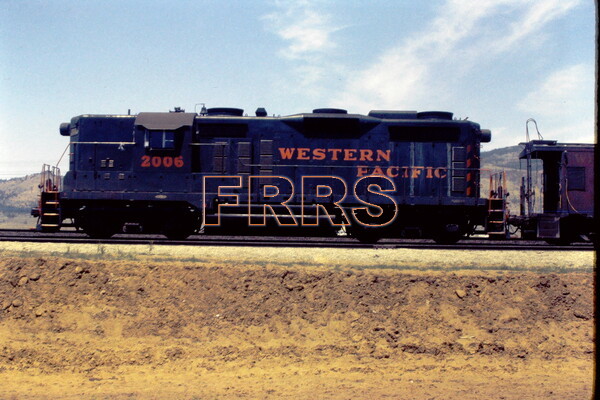 2006
WESTERN
PACIFIC
FRRS